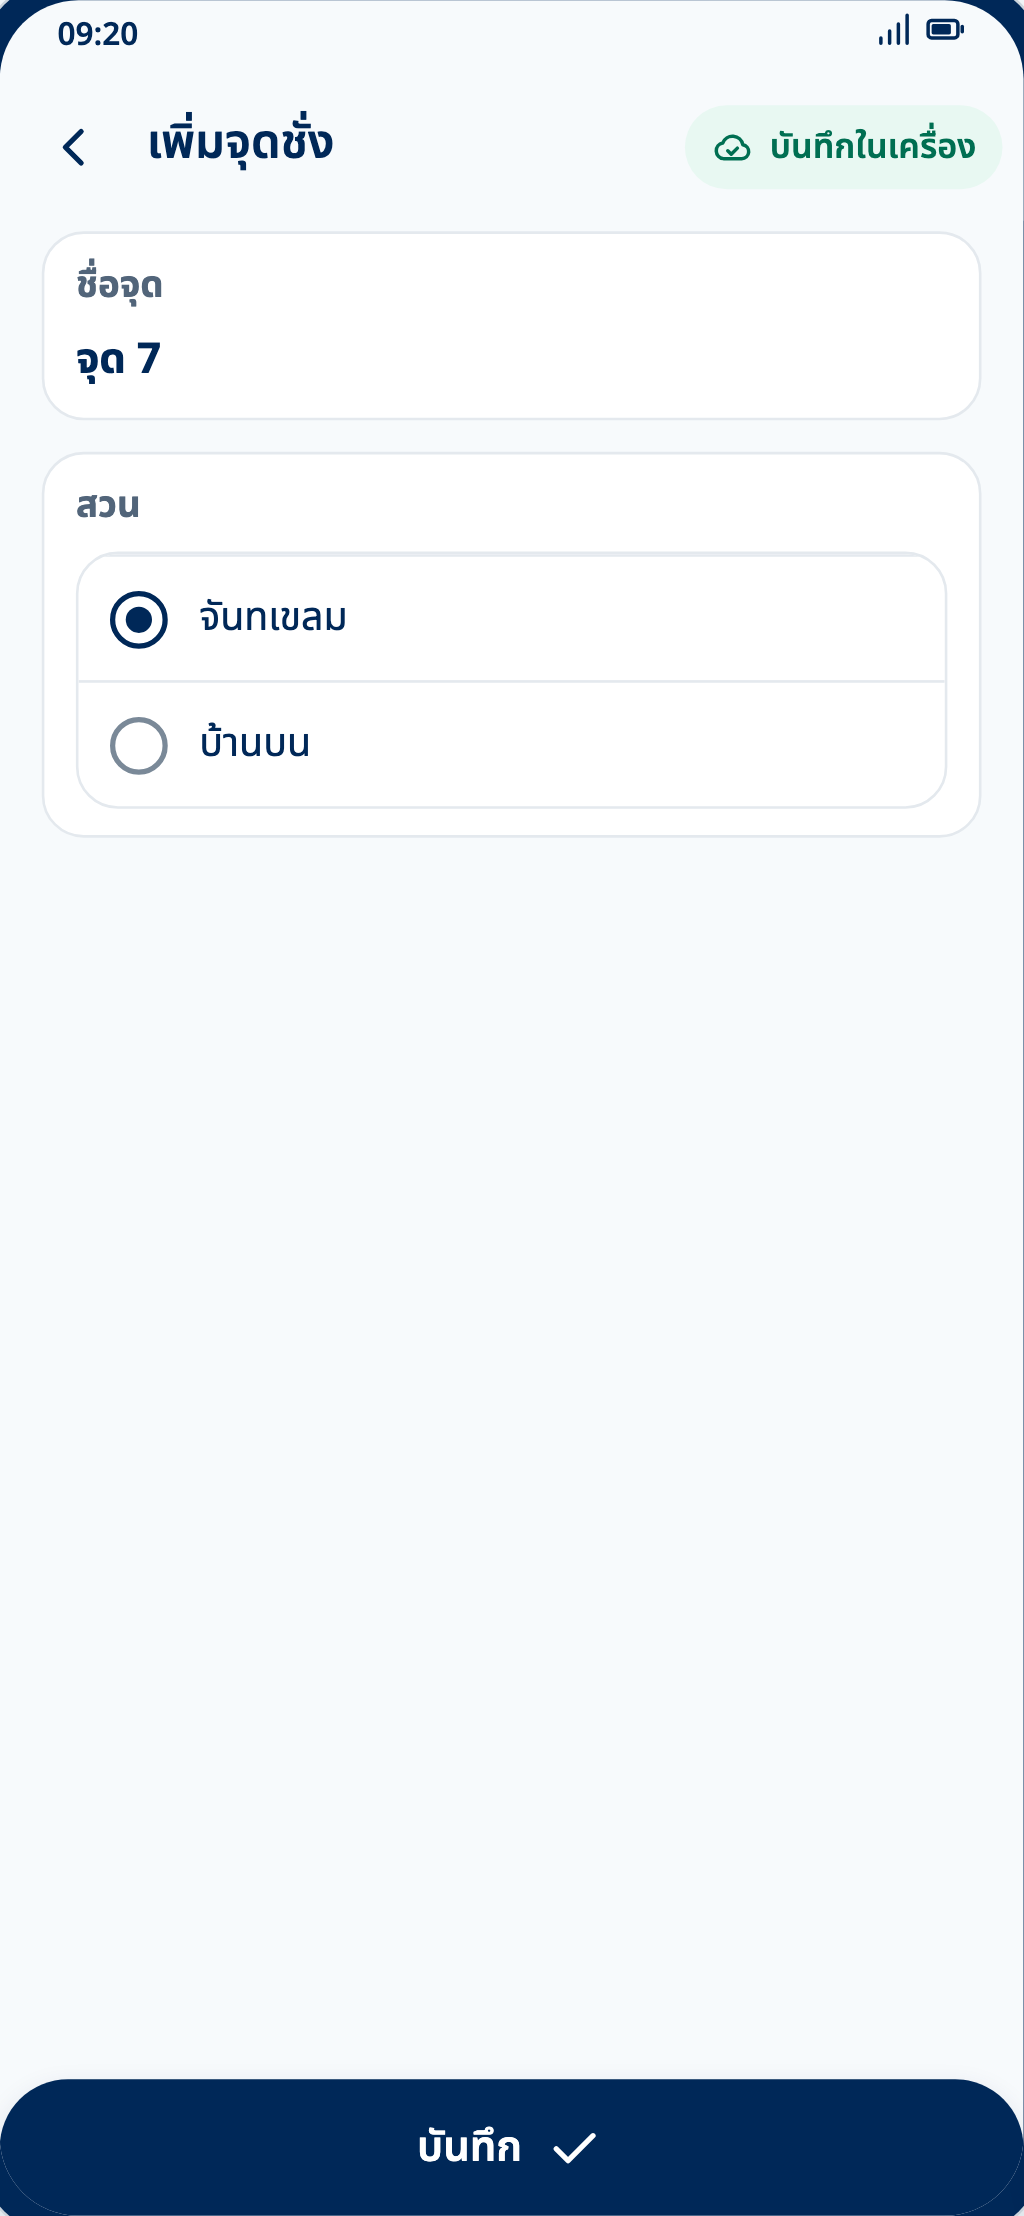 09:20
เพิ่มจุดชั่ง
บันทึกในเครื่อง
ชื่อจุด
จุด 7
สวน
จันทเขลม
บ้านบน
บันทึก